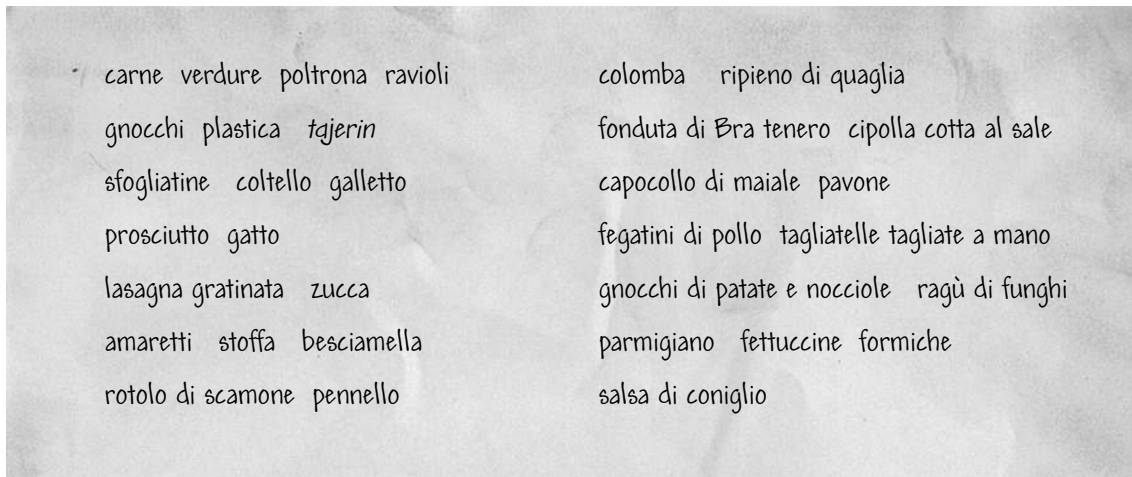 carne verdure poltrona ravioli
gnocchi plastica tajerin
sfogliatine coltello galletto
prosciutto gatto
lasagna gratinata zucca
amaretti stoffa besciamella
rotolo di scamone pennello
colomba ripieno di quaglia
fonduta di Bra tenero cipolla cotta al sale
capocollo di maiale pavone
fegatini di pollo tagliatelle tagliate a mano
gnocchi di patate e nocciole ragù di funghi
parmigiano fettuccine formiche
salsa di coniglio